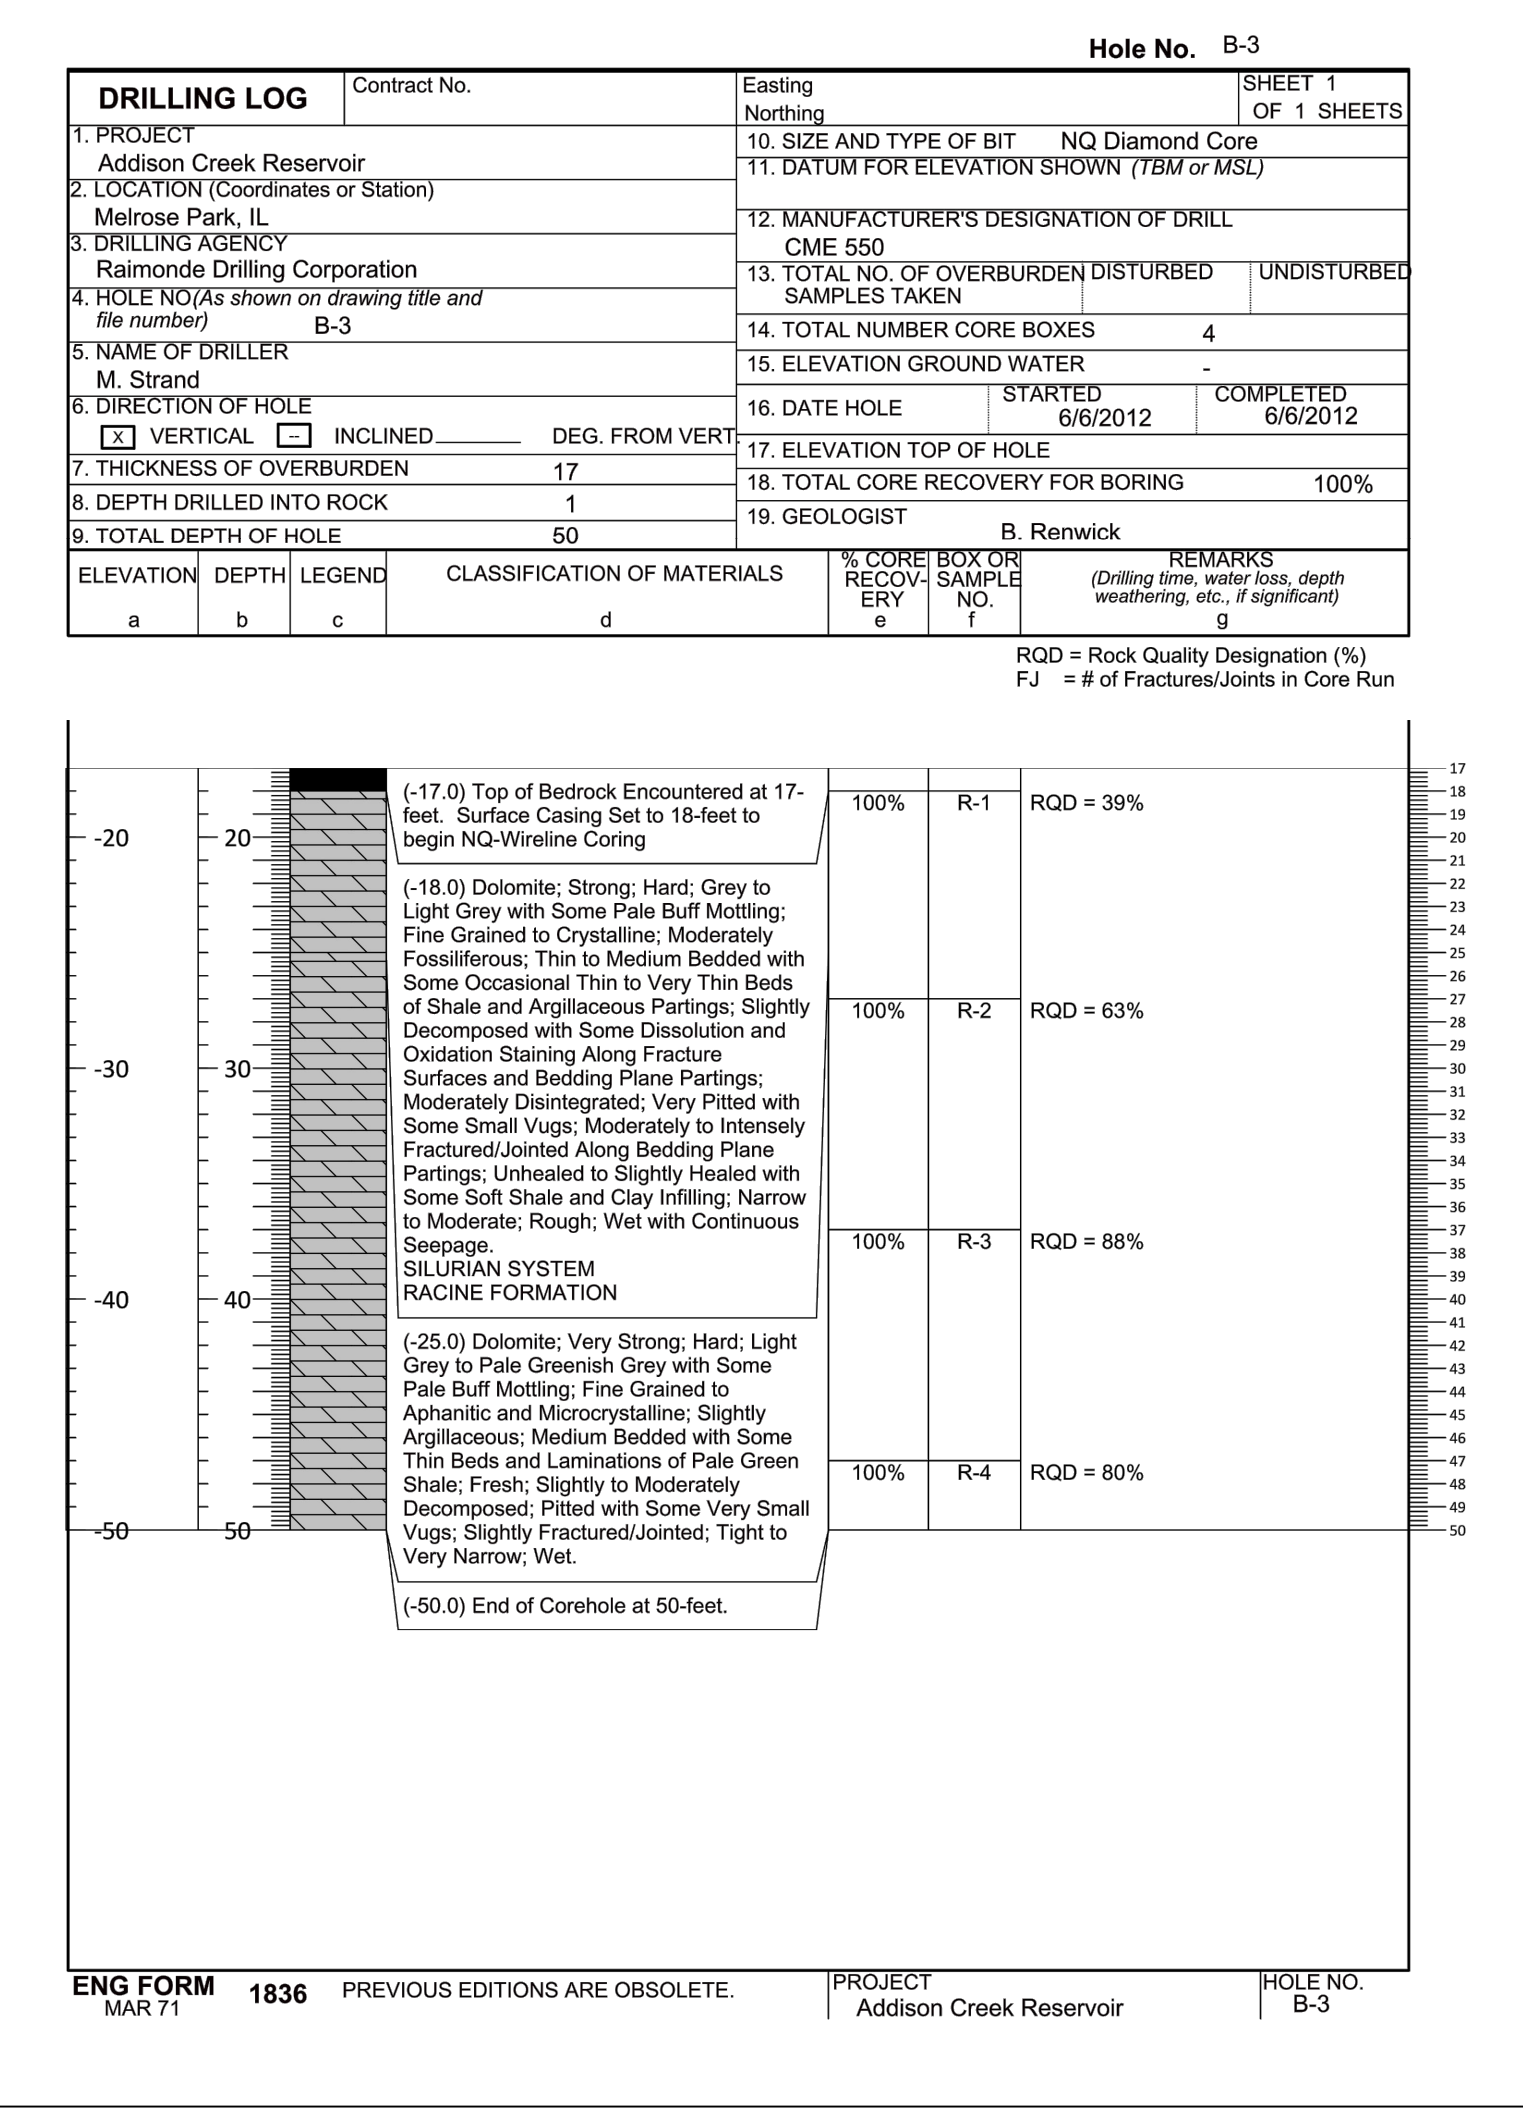 Hole No. B-3
DRILLING LOG
Contract No.
Easting
Northing
SHEET 1
OF 1 SHEETS
1. PROJECT
Addison Creek Reservoir
2. LOCATION (Coordinates or Station)
Melrose Park, IL
3. DRILLING AGENCY
Raimonde Drilling Corporation
4. HOLE NO(As shown on drawing title and
file number) B-3
5. NAME OF DRILLER
M. Strand
6. DIRECTION OF HOLE
X VERTICAL -- INCLINED DEG. FROM VERT.
7. THICKNESS OF OVERBURDEN 17
8. DEPTH DRILLED INTO ROCK 1
9. TOTAL DEPTH OF HOLE 50
10. SIZE AND TYPE OF BIT NQ Diamond Core
11. DATUM FOR ELEVATION SHOWN (TBM or MSL)
12. MANUFACTURER'S DESIGNATION OF DRILL
CME 550
13. TOTAL NO. OF OVERBURDEN DISTURBED UNDISTURBED
SAMPLES TAKEN
14. TOTAL NUMBER CORE BOXES 4
15. ELEVATION GROUND WATER -
16. DATE HOLE
STARTED
6/6/2012
COMPLETED
6/6/2012
17. ELEVATION TOP OF HOLE
18. TOTAL CORE RECOVERY FOR BORING 100%
19. GEOLOGIST
B. Renwick
ELEVATION
a
DEPTH
b
LEGEND
c
CLASSIFICATION OF MATERIALS
d
% CORE
RECOV-
ERY
e
BOX OR
SAMPLE
NO.
f
REMARKS
(Drilling time, water loss, depth
weathering, etc., if significant)
g
RQD = Rock Quality Designation (%)
FJ = # of Fractures/Joints in Core Run
-20
-30
-40
-50
20
30
40
50
(-17.0) Top of Bedrock Encountered at 17-
feet. Surface Casing Set to 18-feet to
begin NQ-Wireline Coring
(-18.0) Dolomite; Strong; Hard; Grey to
Light Grey with Some Pale Buff Mottling;
Fine Grained to Crystalline; Moderately
Fossiliferous; Thin to Medium Bedded with
Some Occasional Thin to Very Thin Beds
of Shale and Argillaceous Partings; Slightly
Decomposed with Some Dissolution and
Oxidation Staining Along Fracture
Surfaces and Bedding Plane Partings;
Moderately Disintegrated; Very Pitted with
Some Small Vugs; Moderately to Intensely
Fractured/Jointed Along Bedding Plane
Partings; Unhealed to Slightly Healed with
Some Soft Shale and Clay Infilling; Narrow
to Moderate; Rough; Wet with Continuous
Seepage.
SILURIAN SYSTEM
RACINE FORMATION
(-25.0) Dolomite; Very Strong; Hard; Light
Grey to Pale Greenish Grey with Some
Pale Buff Mottling; Fine Grained to
Aphanitic and Microcrystalline; Slightly
Argillaceous; Medium Bedded with Some
Thin Beds and Laminations of Pale Green
Shale; Fresh; Slightly to Moderately
Decomposed; Pitted with Some Very Small
Vugs; Slightly Fractured/Jointed; Tight to
Very Narrow; Wet.
(-50.0) End of Corehole at 50-feet.
100% R-1 RQD = 39%
100% R-2 RQD = 63%
100% R-3 RQD = 88%
100% R-4 RQD = 80%
17
18
19
20
21
22
23
24
25
26
27
28
29
30
31
32
33
34
35
36
37
38
39
40
41
42
43
44
45
46
47
48
49
50
ENG FORM 1836 PREVIOUS EDITIONS ARE OBSOLETE.
MAR 71
PROJECT
Addison Creek Reservoir
HOLE NO.
B-3